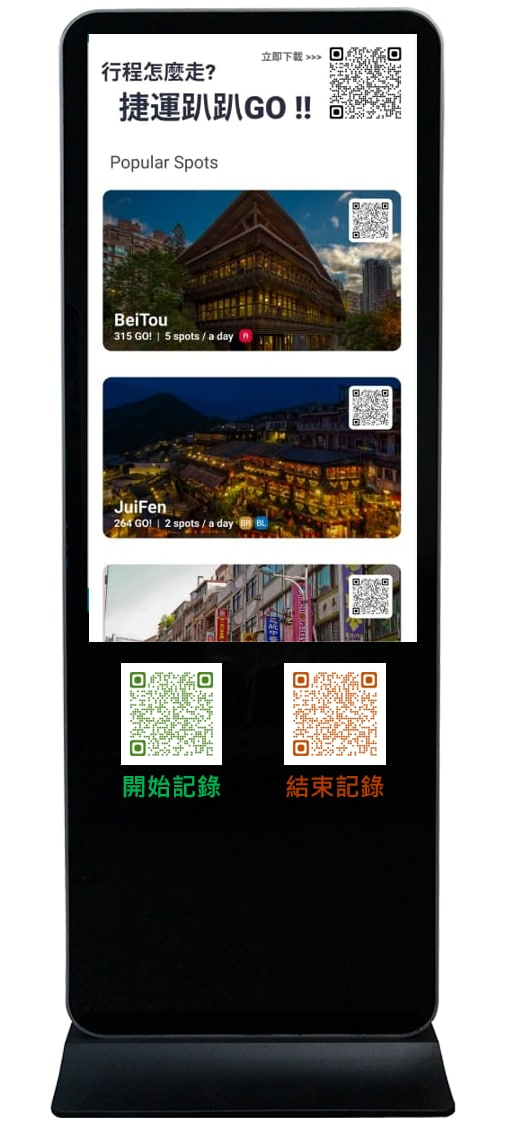 立即下載 >>>
行程怎麼走?
捷運趴趴GO !!
Popular Spots
BeiTou
315 GO! | 5 spots / a day R
JuiFen
264 GO! | 2 spots / a day BR BL
開始記錄
結束記錄